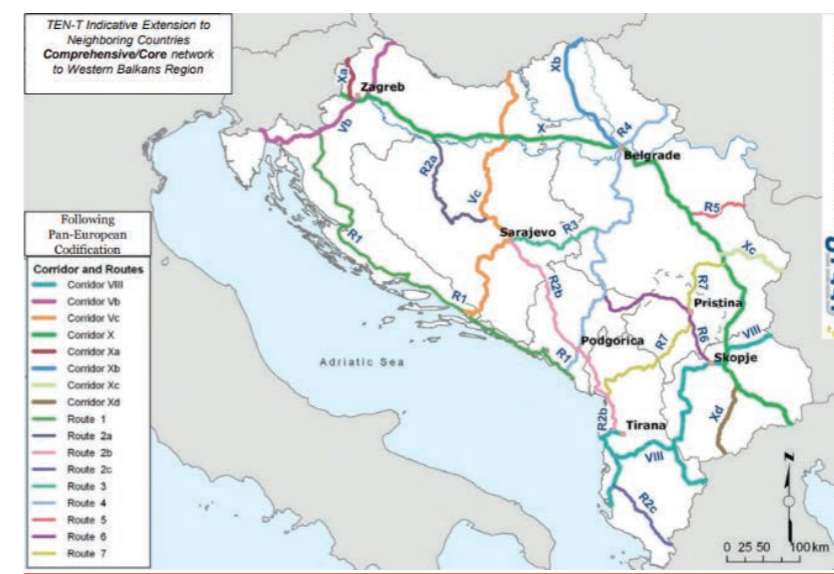 TEN-T Indicative Extension to
Neighboring Countries
Comprehensive/Core network
to Western Balkans Region
Xa
Zagreb
Vb
Xb
X
R4
Belgrade
R2a
Vc
R5
Sarajevo
R3
R1
Xc
R1
R2b
R7
Pristina
Adriatic Sea
R1
Podgorica
R7
R6
VIII
Skopje
R2b
Tirana
Xd
VIII
R2c
N
0 25 50 100 km
Following
Pan-European
Codification
Corridor and Routes
Corridor VIII
Corridor Vb
Corridor Vc
Corridor X
Corridor Xa
Corridor Xb
Corridor Xc
Corridor Xd
Route 1
Route 2a
Route 2b
Route 2c
Route 3
Route 4
Route 5
Route 6
Route 7